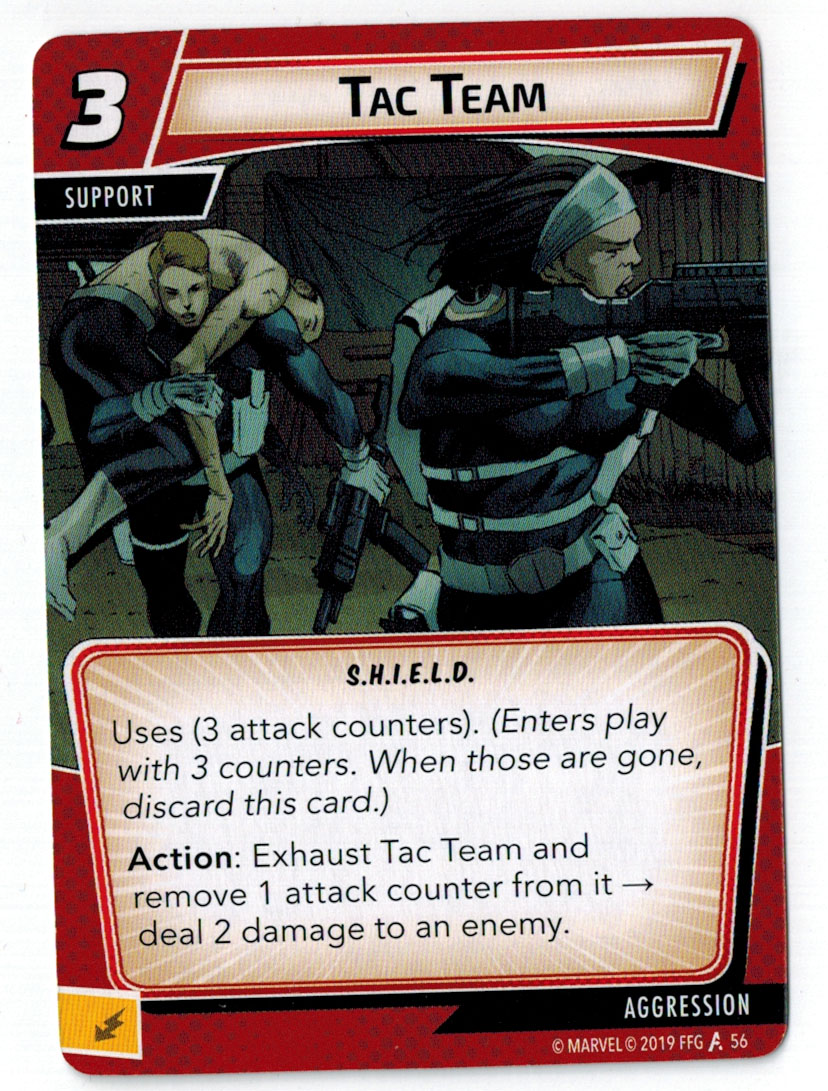 3
TAC TEAM
SUPPORT
S.H.I.E.L.D.
Uses (3 attack counters). (Enters play
with 3 counters. When those are gone,
discard this card.)
Action: Exhaust Tac Team and
remove 1 attack counter from it →
deal 2 damage to an enemy.
AGGRESSION
© MARVEL © 2019 FFG 56